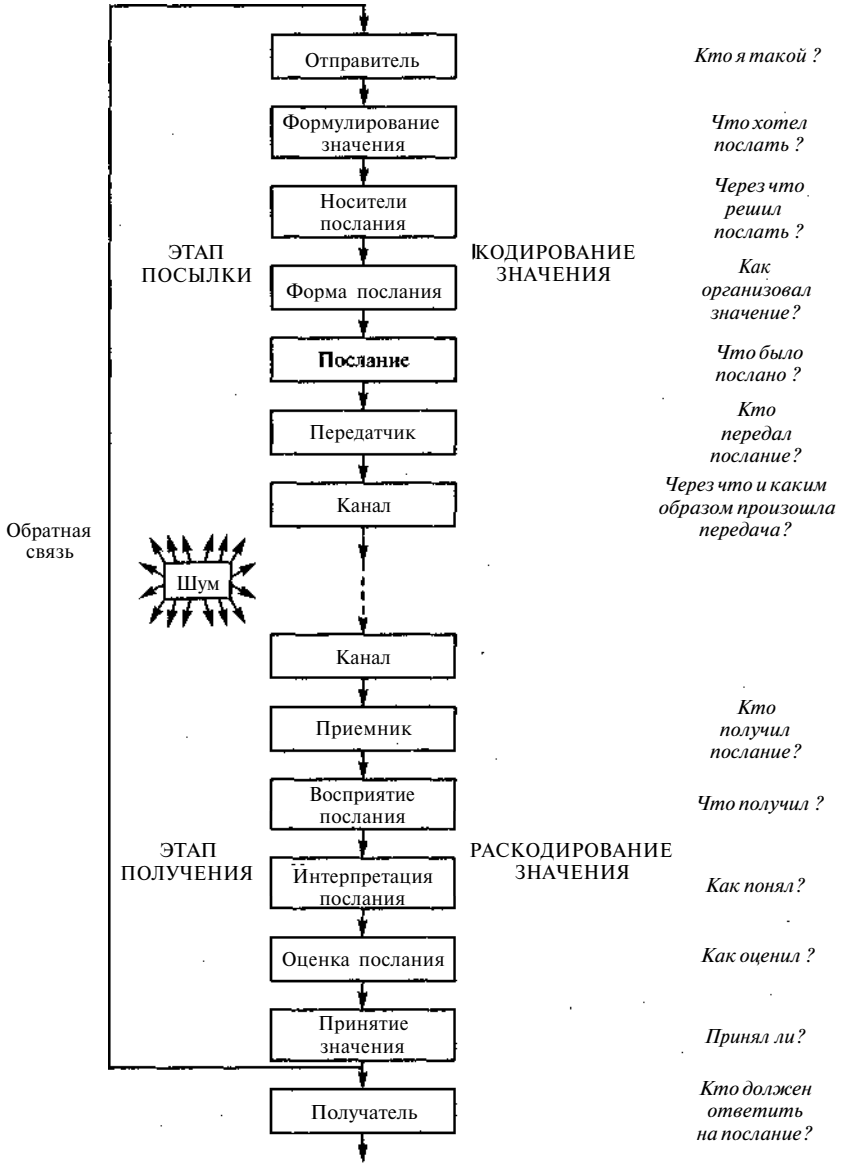 Отправитель
Кто я такой ?
Формулирование
значения
Что хотел
послать ?
Носители
послания
Через что
решил
послать ?
ЭТАП
ПОСЫЛКИ
КОДИРОВАНИЕ
ЗНАЧЕНИЯ
Форма послания
Как
организовал
значение?
Послание
Что было
послано ?
Передатчик
Кто
передал
послание?
Канал
Через что и каким
образом произошла
передача?
Обратная
связь
Шум
Канал
Приемник
Кто
получил
послание?
Восприятие
послания
Что получил ?
ЭТАП
ПОЛУЧЕНИЯ
РАСКОДИРОВАНИЕ
ЗНАЧЕНИЯ
Интерпретация
послания
Как понял?
Оценка послания
Как оценил ?
Принятие
значения
Принял ли?
Получатель
Кто должен
ответить
на послание?